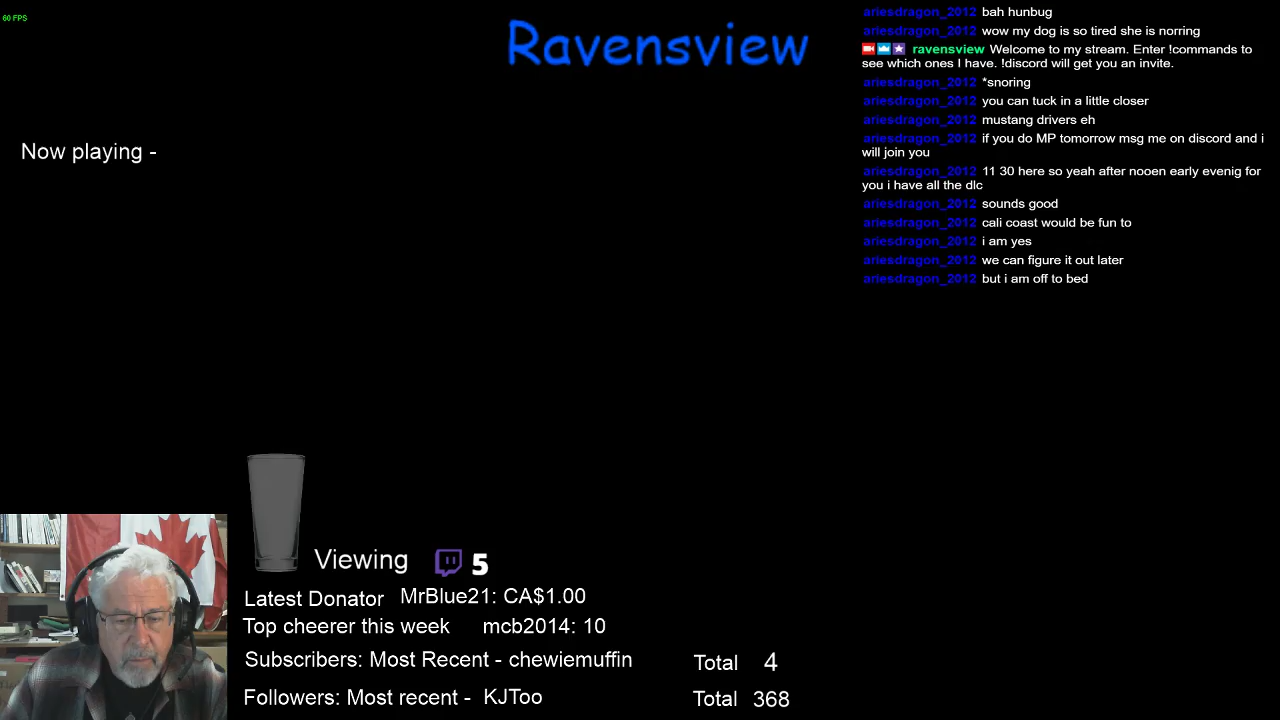 60 FPS
Ravensview
Now playing -
ariesdragon_2012 bah hunbug
ariesdragon_2012 wow my dog is so tired she is norring
ravensview Welcome to my stream. Enter !commands to
see which ones I have. !discord will get you an invite.
ariesdragon_2012 *snoring
ariesdragon_2012 you can tuck in a little closer
ariesdragon_2012 mustang drivers eh
ariesdragon_2012 if you do MP tomorrow msg me on discord and i
will join you
ariesdragon_2012 11 30 here so yeah after nooen early evenig for
you i have all the dlc
ariesdragon_2012 sounds good
ariesdragon_2012 cali coast would be fun to
ariesdragon_2012 i am yes
ariesdragon_2012 we can figure it out later
ariesdragon_2012 but i am off to bed
Viewing 5
Latest Donator MrBlue21: CA$1.00
Top cheerer this week mcb2014: 10
Subscribers: Most Recent - chewiemuffin Total 4
Followers: Most recent - KJToo Total 368